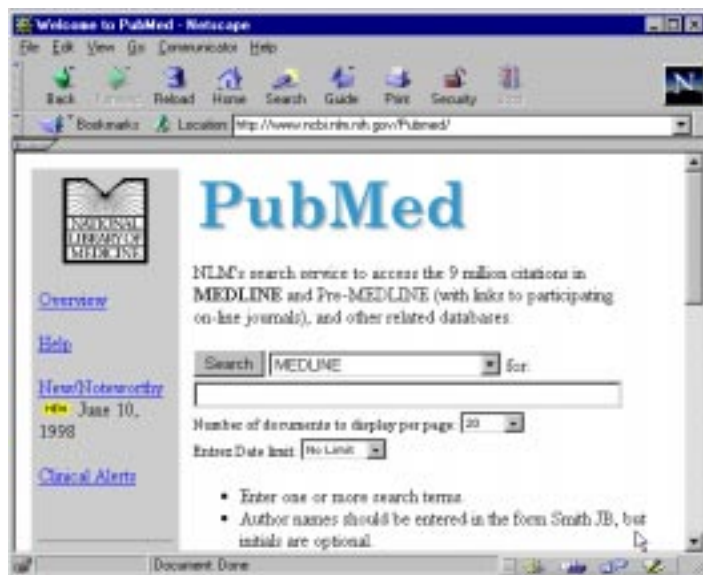 Welcome to PubMed - Netscape
File Edit View Go Communicator Help
Back Reload Home Search Guide Print Security
Bookmarks Location: http://www.ncbi.nlm.nih.gov/Pubmed/
N
NATIONAL
LIBRARY OF
MEDICINE
Overview
Help
New/Noteworthy
NEW June 10,
1998
Clinical Alerts
PubMed
NLM's search service to access the 9 million citations in
MEDLINE and Pre-MEDLINE (with links to participating
on-line journals), and other related databases.
Search MEDLINE for:
Number of documents to display per page: 20
Entrez Date limit: No Limit
• Enter one or more search terms.
• Author names should be entered in the form Smith JB, but
initials are optional.
Document: Done